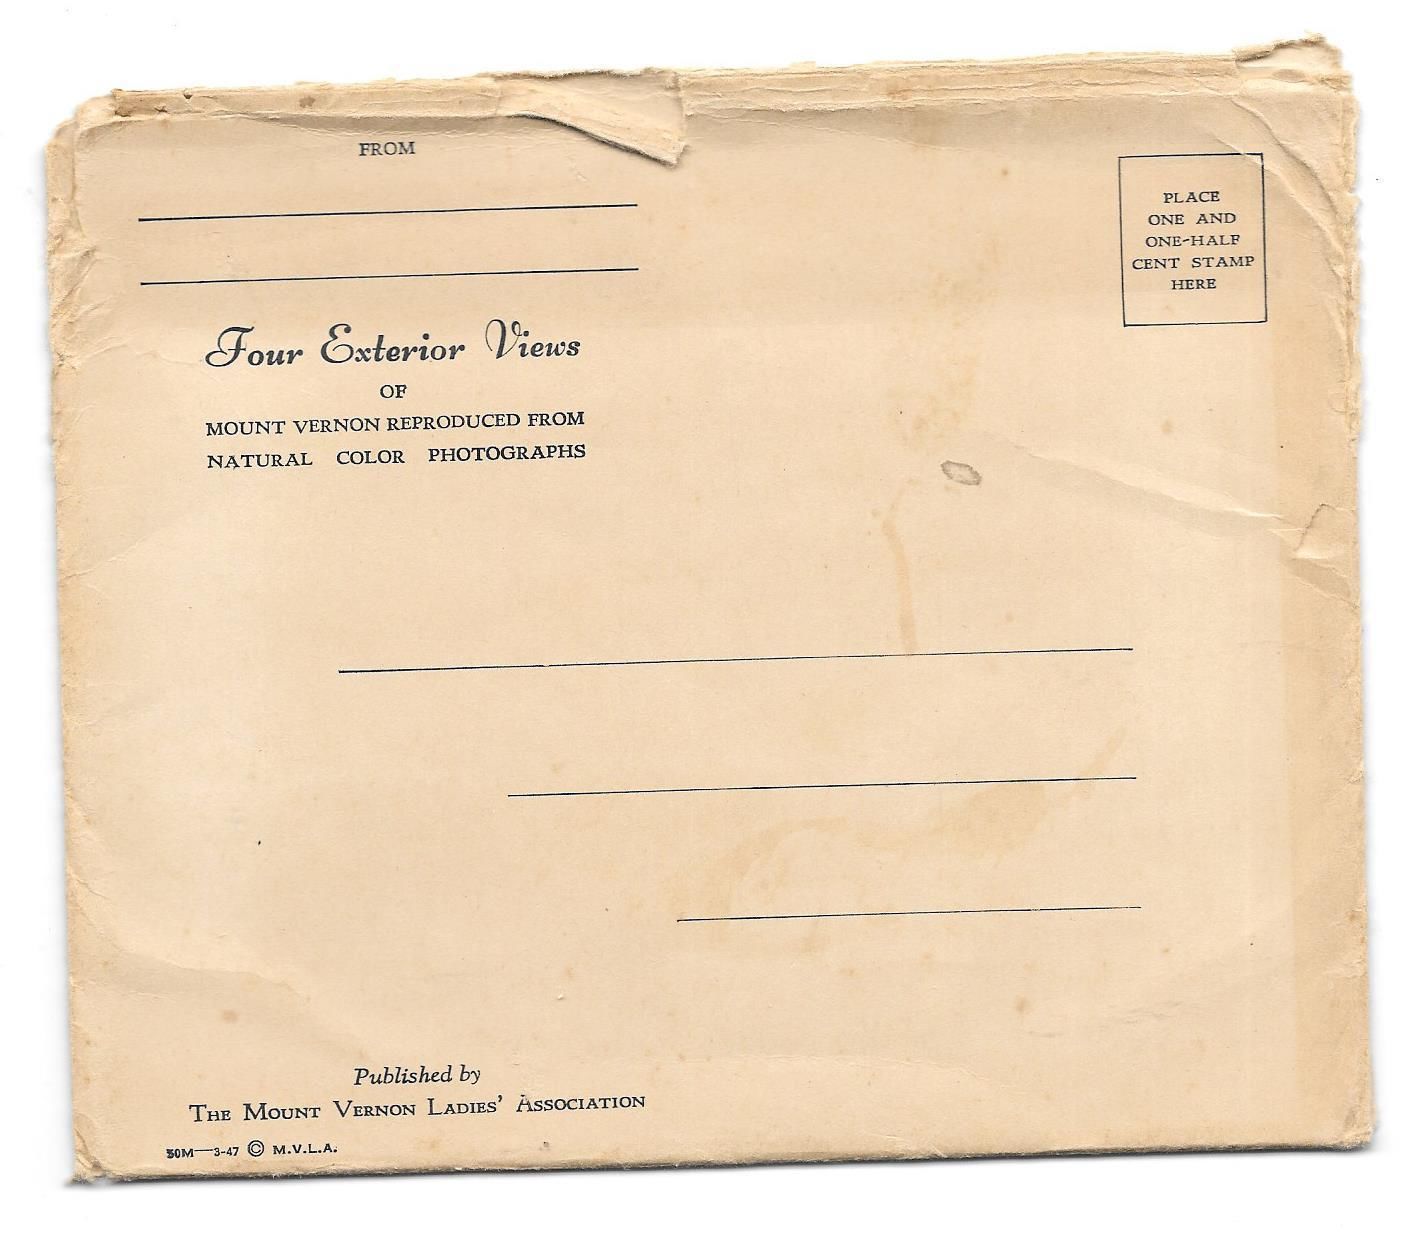 FROM
PLACE
ONE AND
ONE-HALF
CENT STAMP
HERE
Four Exterior Views
OF
MOUNT VERNON REPRODUCED FROM
NATURAL COLOR PHOTOGRAPHS
Published by
THE MOUNT VERNON LADIES' ASSOCIATION
50M—3-47 © M.V.L.A.